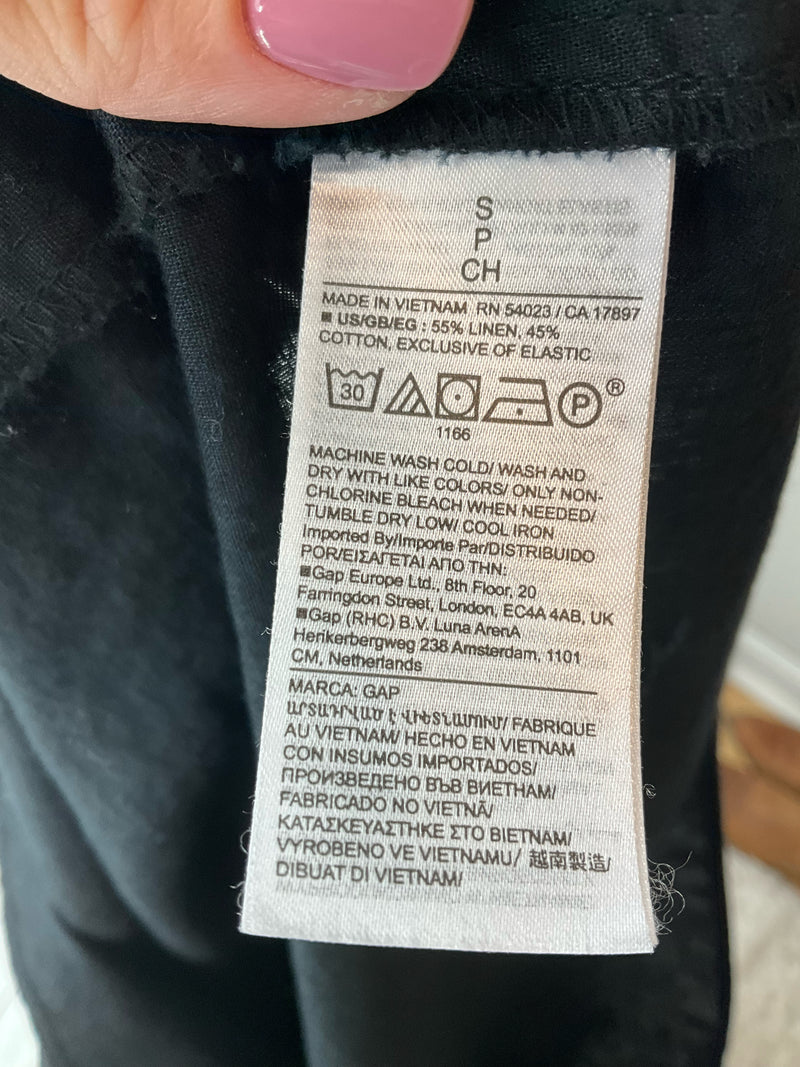 S
P
CH
MADE IN VIETNAM RN 54023 / CA 17897
US/GB/EG : 55% LINEN, 45%
COTTON, EXCLUSIVE OF ELASTIC
30 P ®
1166
MACHINE WASH COLD/ WASH AND
DRY WITH LIKE COLORS/ ONLY NON-
CHLORINE BLEACH WHEN NEEDED/
TUMBLE DRY LOW/ COOL IRON
Imported By/Importe Par/DISTRIBUIDO
POR/ΕΙΣΑΓΕΤΑΙ ΑΠΟ ΤΗΝ:
Gap Europe Ltd., 8th Floor, 20
Farringdon Street, London, EC4A 4AB, UK
Gap (RHC) B.V. Luna ArenA
Herikerbergweg 238 Amsterdam, 1101
CM, Netherlands
MARCA: GAP
ԱՐՏԱԴՐՎԱԾ Է ՎԻԵՏՆԱՄՈՒՄ/ FABRIQUE
AU VIETNAM/ HECHO EN VIETNAM
CON INSUMOS IMPORTADOS/
ПРОИЗВЕДЕНО ВЪВ ВИЕТНАМ/
FABRICADO NO VIETNÃ/
ΚΑΤΑΣΚΕΥΑΣΤΗΚΕ ΣΤΟ ΒΙΕΤΝΑΜ/
VYROBENO VE VIETNAMU/ 越南製造/
DIBUAT DI VIETNAM/